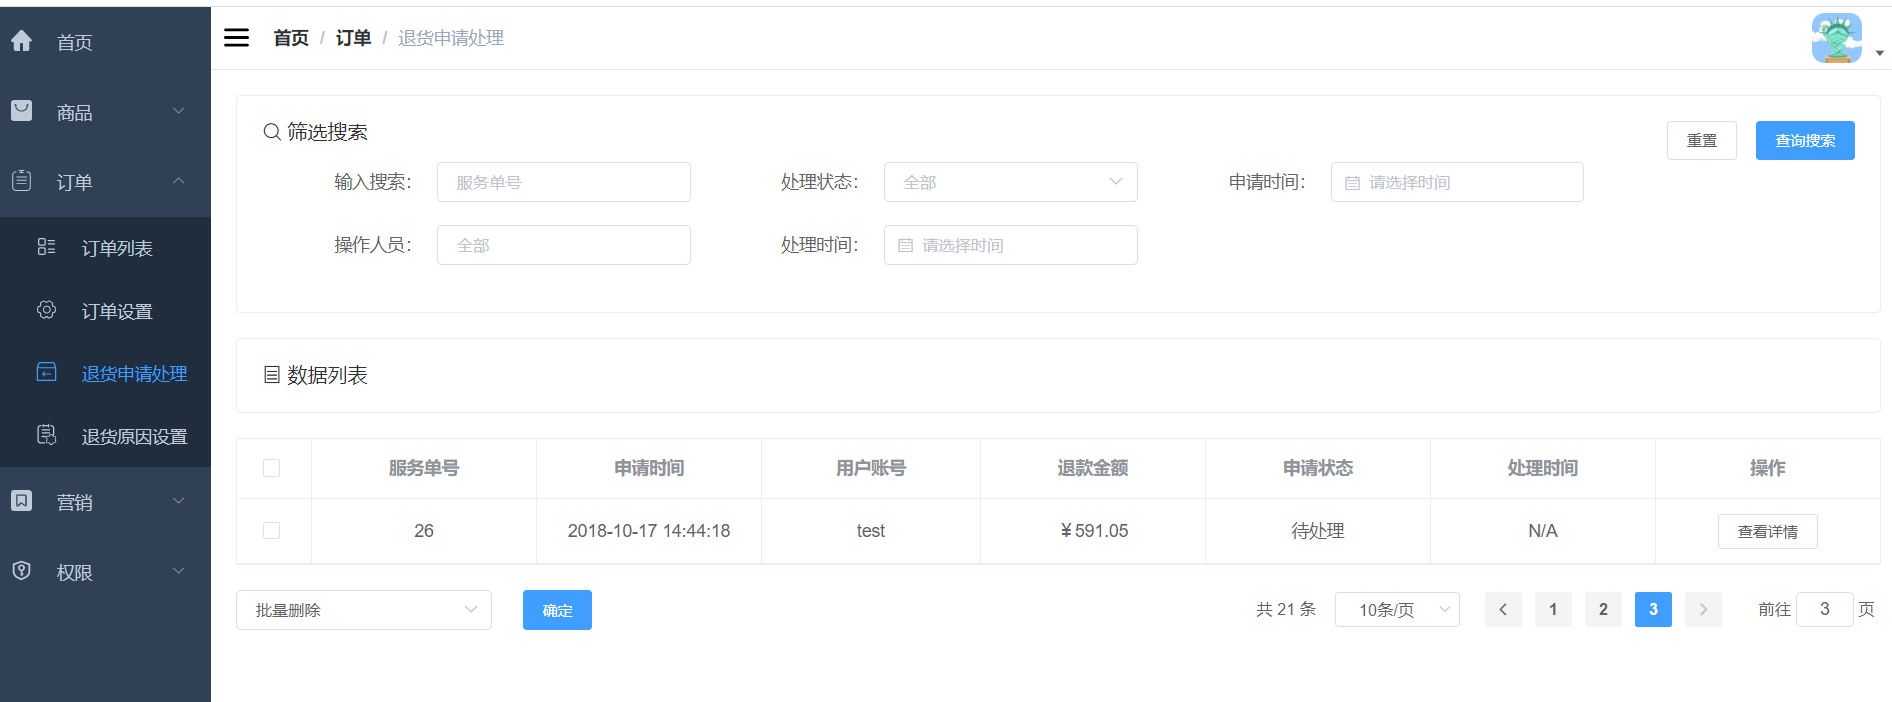 首页
商品
订单
订单列表
订单设置
退货申请处理
退货原因设置
营销
权限
首页 / 订单 / 退货申请处理
筛选搜索
重置 查询搜索
输入搜索： 服务单号 处理状态： 全部 申请时间： 请选择时间
操作人员： 全部 处理时间： 请选择时间
数据列表
服务单号 申请时间 用户账号 退款金额 申请状态 处理时间 操作
26 2018-10-17 14:44:18 test ￥591.05 待处理 N/A 查看详情
批量删除 确定 共 21 条 10条/页 1 2 3 前往 3 页